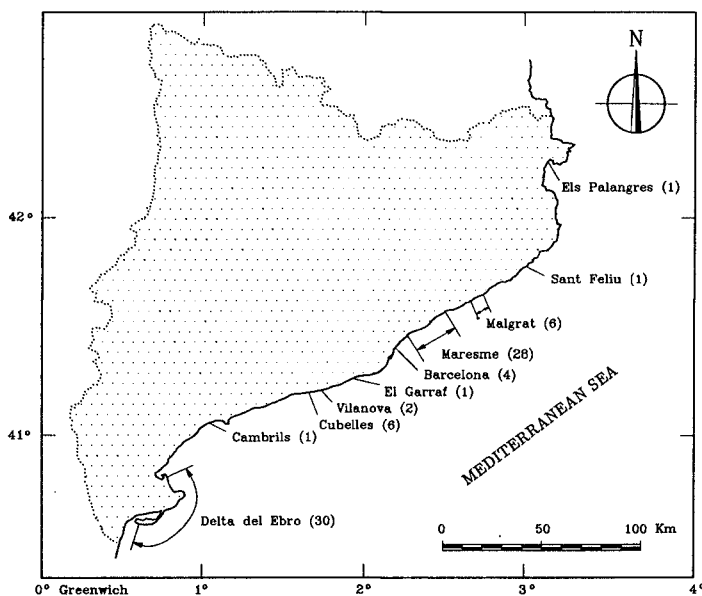 N
Els Palangres (1)
42°
Sant Feliu (1)
Malgrat (6)
Maresme (28)
Barcelona (4)
El Garraf (1)
Vilanova (2)
Cubelles (6)
41°
Cambrils (1)
MEDITERRANEAN SEA
Delta del Ebro (30)
0 50 100 Km
0° Greenwich 1° 2° 3° 4°